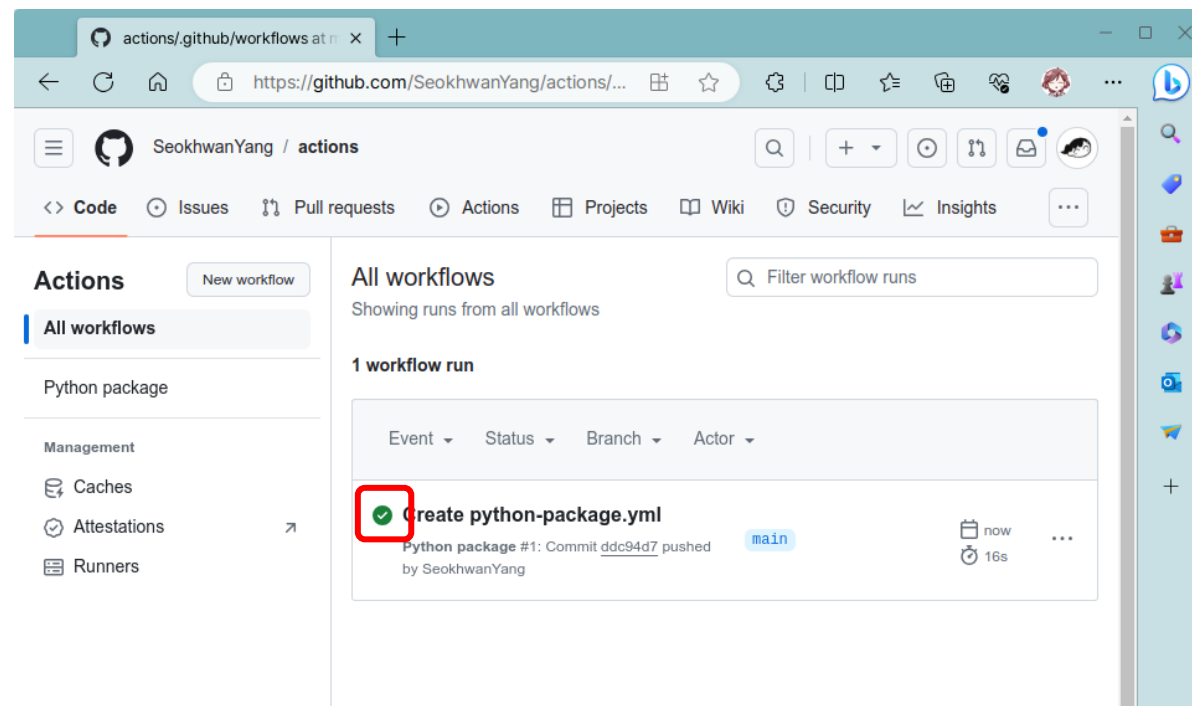 actions/.github/workflows at m
https://github.com/SeokhwanYang/actions/...
SeokhwanYang / actions
Code Issues Pull requests Actions Projects Wiki Security Insights
Actions
New workflow
All workflows
Python package
Management
Caches
Attestations
Runners
All workflows
Filter workflow runs
Showing runs from all workflows
1 workflow run
Event Status Branch Actor
Create python-package.yml
Python package #1: Commit ddc94d7 pushed
by SeokhwanYang
main
now
16s